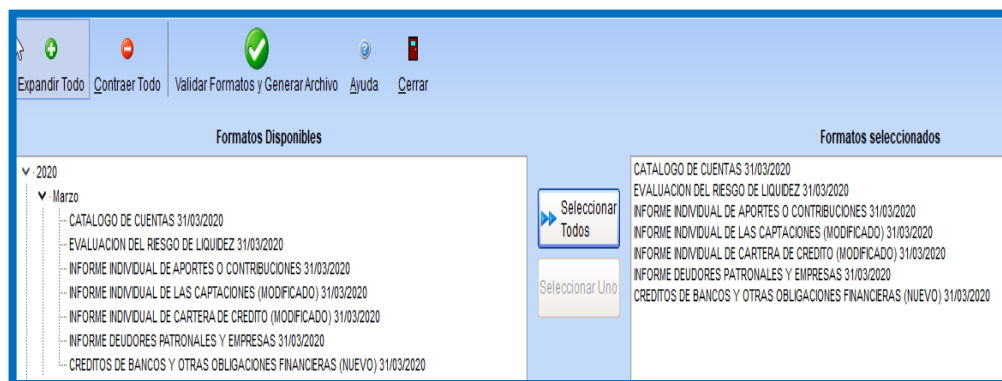 Expandir Todo Contraer Todo Validar Formatos y Generar Archivo Ayuda Cerrar
Formatos Disponibles
2020
Marzo
CATALOGO DE CUENTAS 31/03/2020
EVALUACION DEL RIESGO DE LIQUIDEZ 31/03/2020
INFORME INDIVIDUAL DE APORTES O CONTRIBUCIONES 31/03/2020
INFORME INDIVIDUAL DE LAS CAPTACIONES (MODIFICADO) 31/03/2020
INFORME INDIVIDUAL DE CARTERA DE CREDITO (MODIFICADO) 31/03/2020
INFORME DEUDORES PATRONALES Y EMPRESAS 31/03/2020
CREDITOS DE BANCOS Y OTRAS OBLIGACIONES FINANCIERAS (NUEVO) 31/03/2020
Seleccionar
Todos
Seleccionar Uno
Formatos seleccionados
CATALOGO DE CUENTAS 31/03/2020
EVALUACION DEL RIESGO DE LIQUIDEZ 31/03/2020
INFORME INDIVIDUAL DE APORTES O CONTRIBUCIONES 31/03/2020
INFORME INDIVIDUAL DE LAS CAPTACIONES (MODIFICADO) 31/03/2020
INFORME INDIVIDUAL DE CARTERA DE CREDITO (MODIFICADO) 31/03/2020
INFORME DEUDORES PATRONALES Y EMPRESAS 31/03/2020
CREDITOS DE BANCOS Y OTRAS OBLIGACIONES FINANCIERAS (NUEVO) 31/03/2020